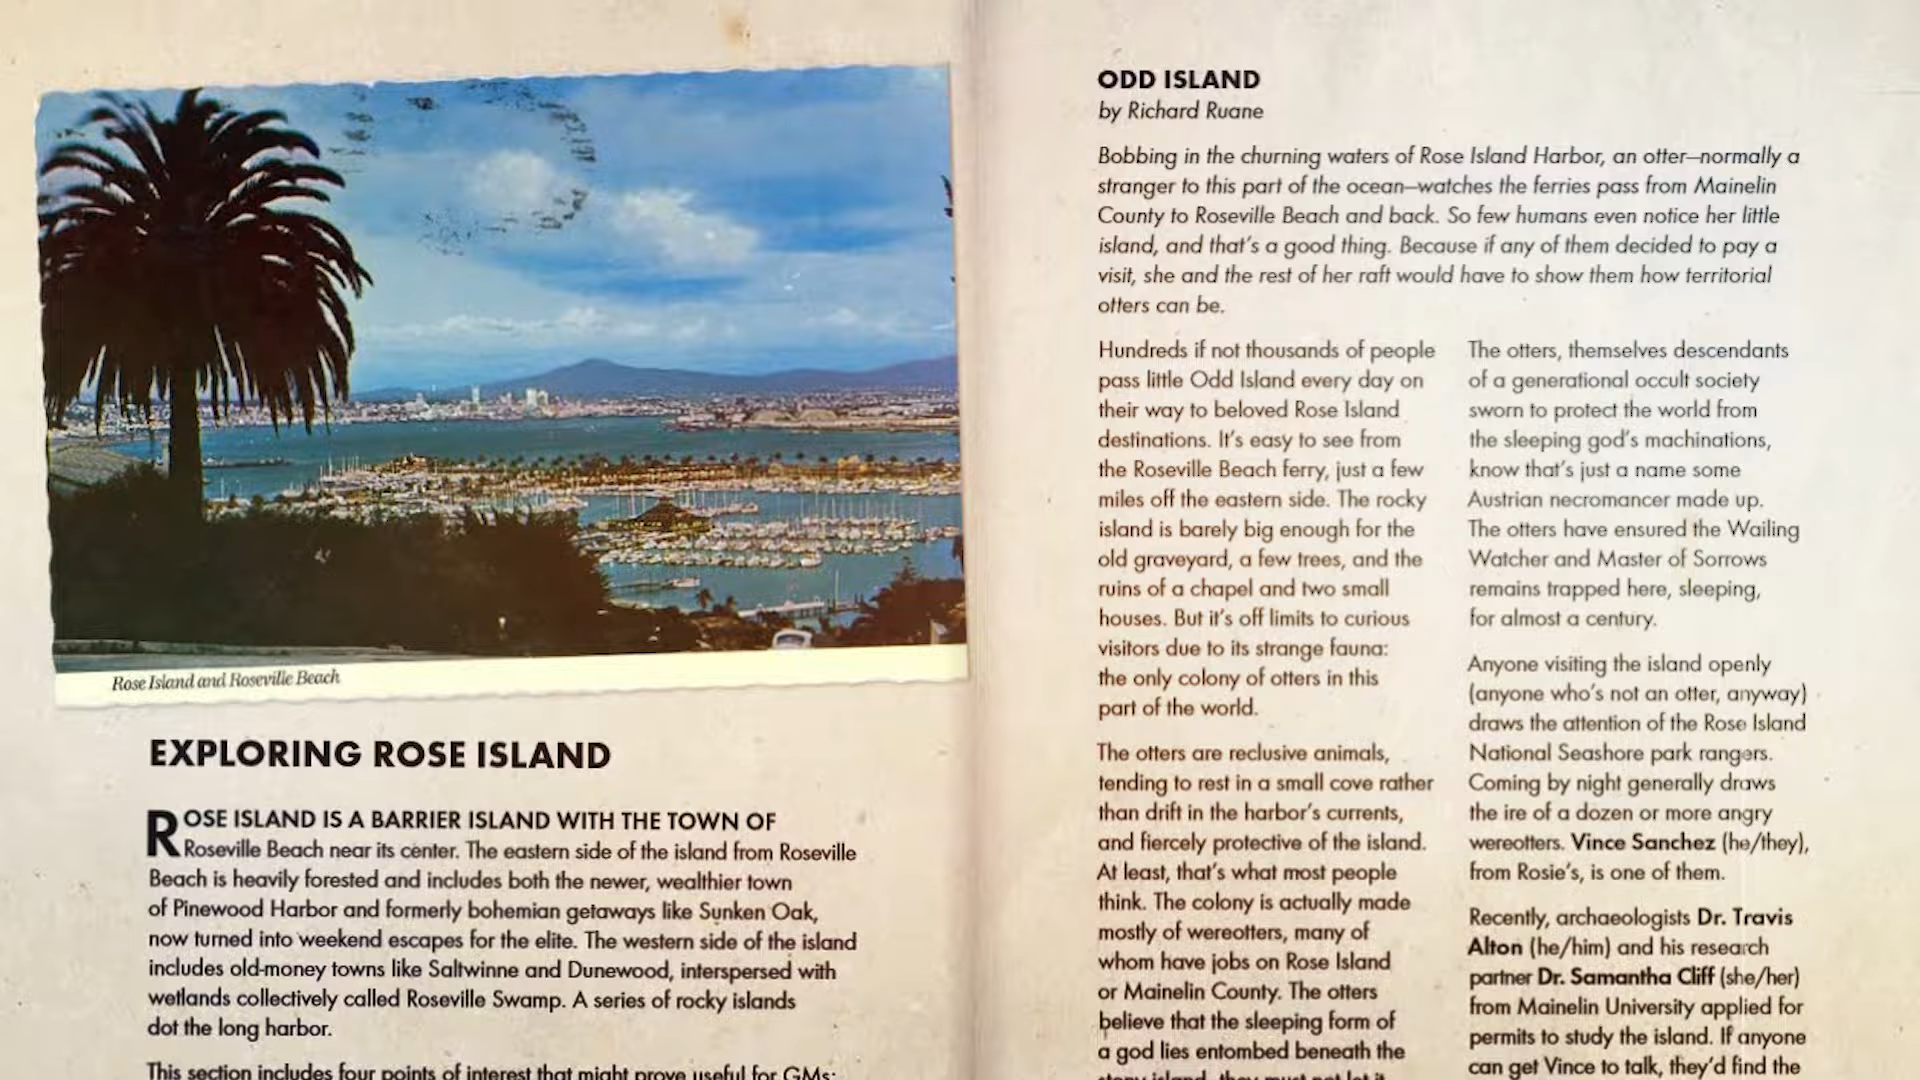 Rose Island and Roseville Beach
EXPLORING ROSE ISLAND
ROSE ISLAND IS A BARRIER ISLAND WITH THE TOWN OF
Roseville Beach near its center. The eastern side of the island from Roseville
Beach is heavily forested and includes both the newer, wealthier town
of Pinewood Harbor and formerly bohemian getaways like Sunken Oak,
now turned into weekend escapes for the elite. The western side of the island
includes old-money towns like Saltwinne and Dunewood, interspersed with
wetlands collectively called Roseville Swamp. A series of rocky islands
dot the long harbor.
This section includes four points of interest that might prove useful for GMs:
ODD ISLAND
by Richard Ruane
Bobbing in the churning waters of Rose Island Harbor, an otter—normally a
stranger to this part of the ocean—watches the ferries pass from Mainelin
County to Roseville Beach and back. So few humans even notice her little
island, and that's a good thing. Because if any of them decided to pay a
visit, she and the rest of her raft would have to show them how territorial
otters can be.
Hundreds if not thousands of people
pass little Odd Island every day on
their way to beloved Rose Island
destinations. It's easy to see from
the Roseville Beach ferry, just a few
miles off the eastern side. The rocky
island is barely big enough for the
old graveyard, a few trees, and the
ruins of a chapel and two small
houses. But it's off limits to curious
visitors due to its strange fauna:
the only colony of otters in this
part of the world.
The otters are reclusive animals,
tending to rest in a small cove rather
than drift in the harbor's currents,
and fiercely protective of the island.
At least, that's what most people
think. The colony is actually made
mostly of wereotters, many of
whom have jobs on Rose Island
or Mainelin County. The otters
believe that the sleeping form of
a god lies entombed beneath the
stony island, they must not let it
The otters, themselves descendants
of a generational occult society
sworn to protect the world from
the sleeping god's machinations,
know that's just a name some
Austrian necromancer made up.
The otters have ensured the Wailing
Watcher and Master of Sorrows
remains trapped here, sleeping,
for almost a century.
Anyone visiting the island openly
(anyone who's not an otter, anyway)
draws the attention of the Rose Island
National Seashore park rangers.
Coming by night generally draws
the ire of a dozen or more angry
wereotters. Vince Sanchez (he/they),
from Rosie's, is one of them.
Recently, archaeologists Dr. Travis
Alton (he/him) and his research
partner Dr. Samantha Cliff (she/her)
from Mainelin University applied for
permits to study the island. If anyone
can get Vince to talk, they'd find the